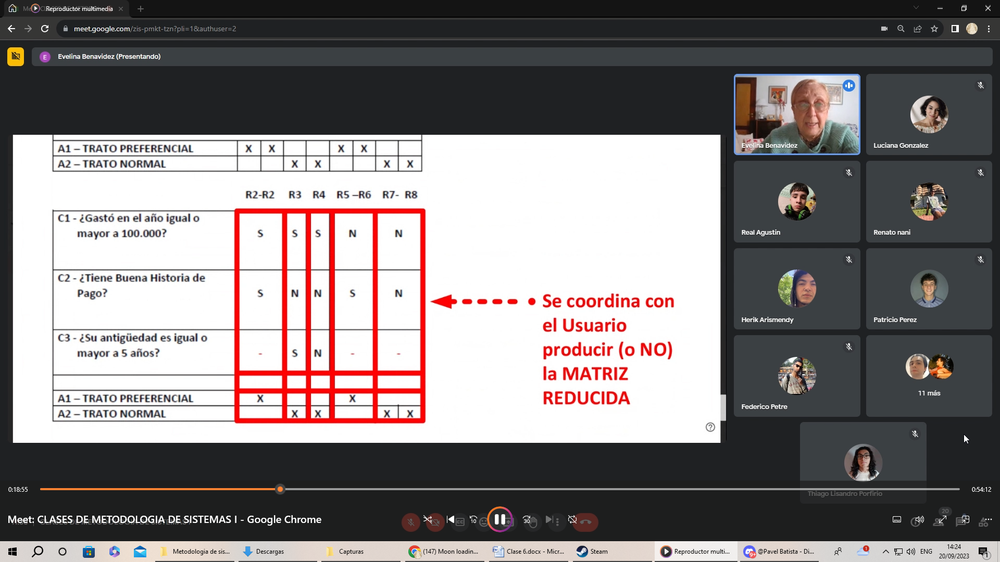 Reproductor multimedia
meet.google.com/zis-pmkt-tzn?pli=1&authuser=2
E
Evelina Benavidez (Presentando)
A1 – TRATO PREFERENCIAL X X X X
A2 – TRATO NORMAL X X X X
R2-R2 R3 R4 R5 –R6 R7- R8
C1 - ¿Gastó en el año igual o
mayor a 100.000? S S S N N
C2 - ¿Tiene Buena Historia de
Pago? S N N S N
C3 - ¿Su antigüedad es igual o
mayor a 5 años? - S N - -
A1 – TRATO PREFERENCIAL X X
A2 – TRATO NORMAL X X X X
• Se coordina con
el Usuario
producir (o NO)
la MATRIZ
REDUCIDA
Evelina Benavidez
Luciana Gonzalez
Real Agustín
Renato nani
Herik Arismendy
Patricio Perez
Federico Petre
11 más
Thiago Lisandro Porfirio
0:18:55
0:54:12
Meet: CLASES DE METODOLOGIA DE SISTEMAS I - Google Chrome
10
30
20
Metodologia de sis...
Descargas
Capturas
(147) Moon loadin...
Clase 6.docx - Micr...
Steam
Reproductor multi...
9+
@Pavel Batista - Di...
1
ENG
14:24
20/09/2023
1